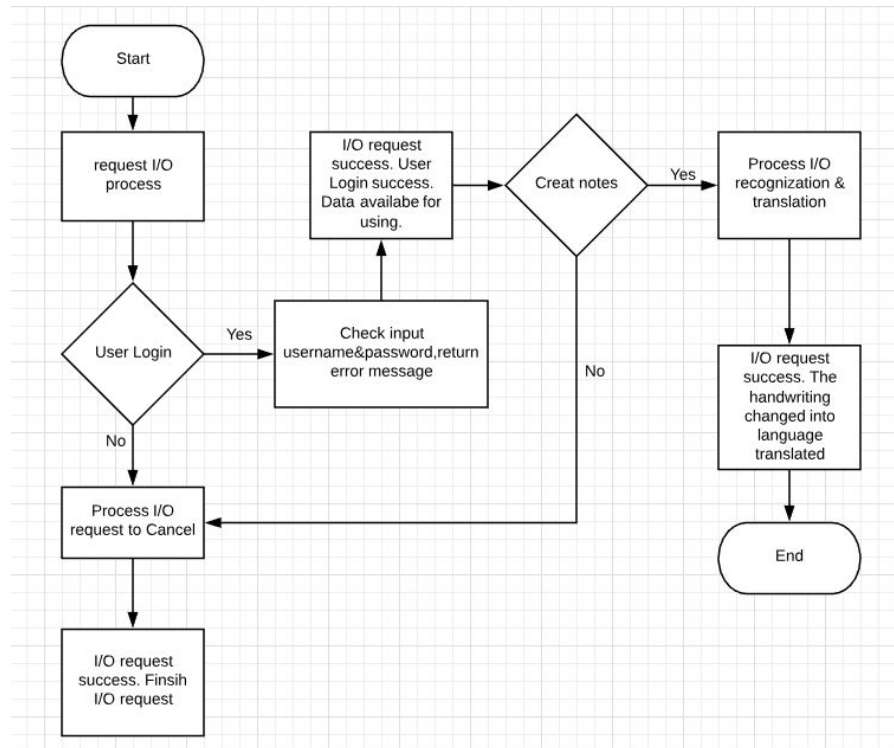 Start
request I/O
process
User Login
Yes
No
Check input
username&password,return
error message
I/O request
success. User
Login success.
Data availabe for
using.
Creat notes
Yes
No
Process I/O
recognization &
translation
I/O request
success. The
handwriting
changed into
language
translated
End
Process I/O
request to Cancel
I/O request
success. Finsih
I/O request